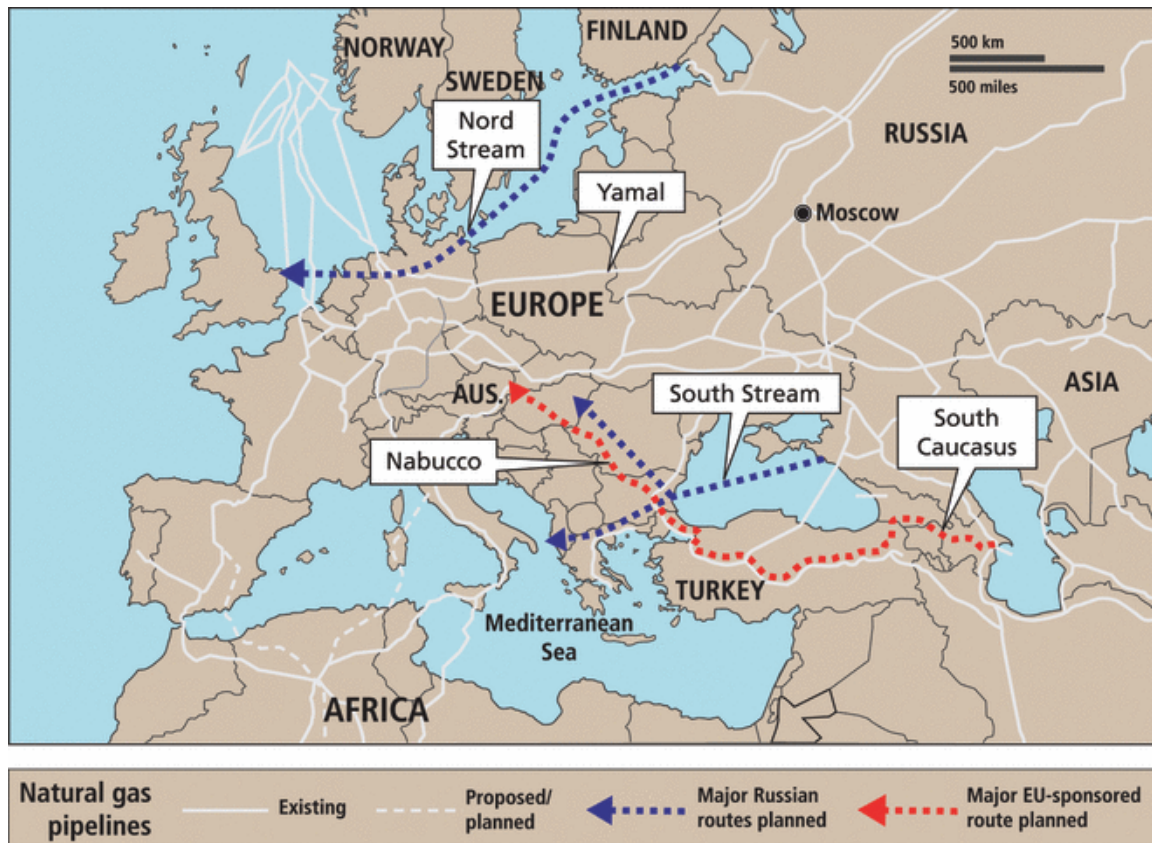 NORWAY
FINLAND
500 km
500 miles
SWEDEN
Nord
Stream
RUSSIA
Yamal
Moscow
EUROPE
AUS.
South Stream
ASIA
South
Caucasus
Nabucco
TURKEY
Mediterranean
Sea
AFRICA
Natural gas
pipelines
Existing
Proposed/
planned
Major Russian
routes planned
Major EU-sponsored
route planned